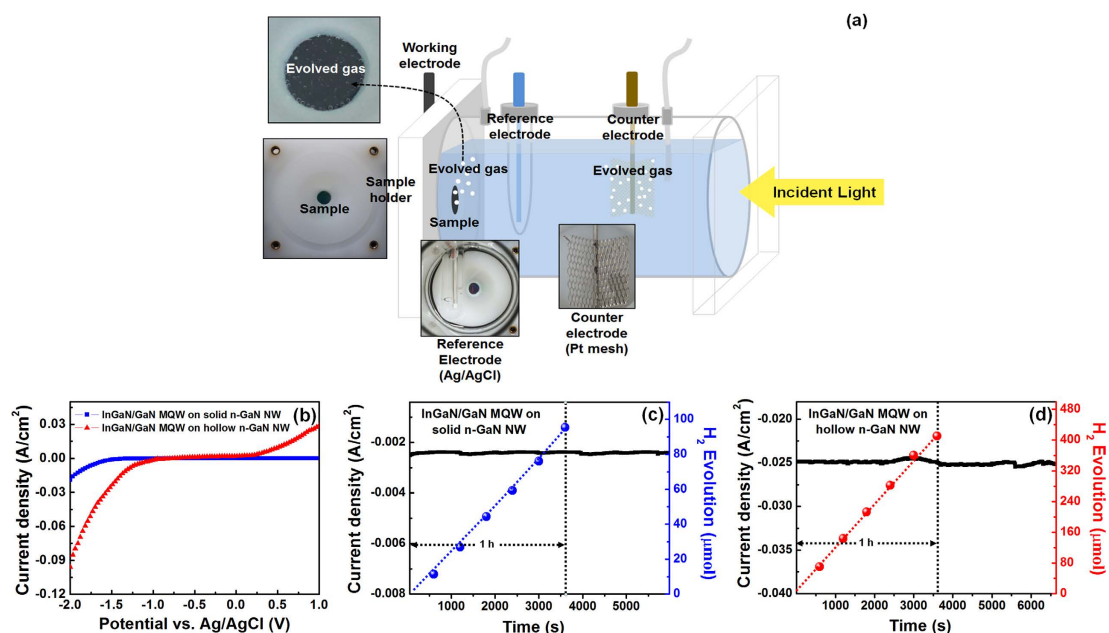 (a)
Evolved gas
Working
electrode
Reference
electrode
Counter
electrode
Evolved gas
Evolved gas
Sample
holder
Sample
Sample
Incident Light
Reference
Electrode
(Ag/AgCl)
Counter
electrode
(Pt mesh)
(b)
InGaN/GaN MQW on solid n-GaN NW
InGaN/GaN MQW on hollow n-GaN NW
Current density (A/cm2)
0.03
0.00
-0.03
-0.06
-0.09
-0.12
-2.0
-1.5
-1.0
-0.5
0.0
0.5
1.0
Potential vs. Ag/AgCl (V)
(c)
InGaN/GaN MQW on
solid n-GaN NW
Current density (A/cm2)
-0.002
-0.003
-0.004
-0.005
-0.006
-0.007
-0.008
1 h
1000
2000
3000
4000
5000
Time (s)
100
80
60
40
20
0
H2 Evolution
(μmol)
(d)
InGaN/GaN MQW on
hollow n-GaN NW
Current density (A/cm2)
-0.020
-0.025
-0.030
-0.035
-0.040
1 h
0
1000
2000
3000
4000
5000
6000
Time (s)
480
400
320
240
160
80
0
H2 Evolution
(μmol)